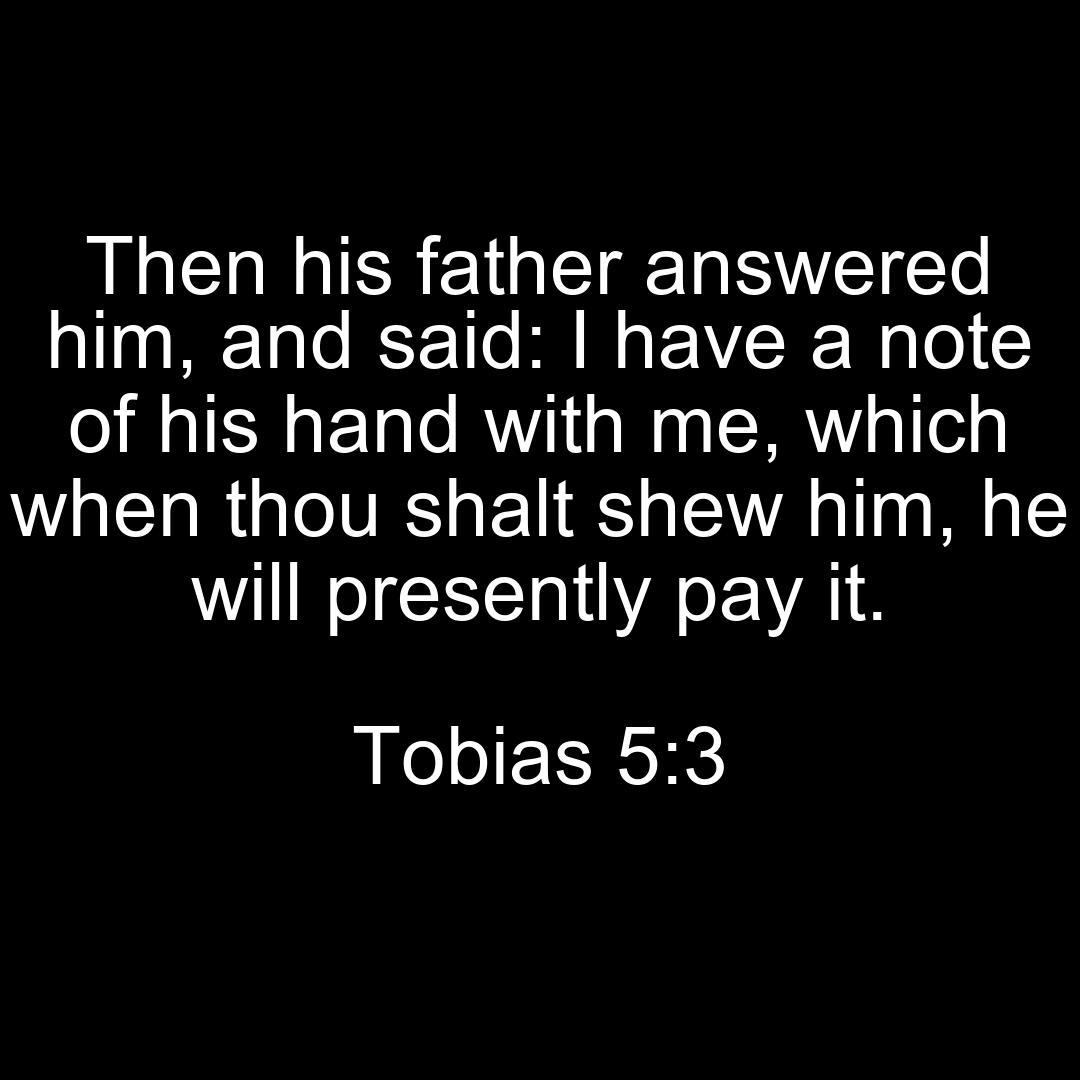 Then his father answered
him, and said: I have a note
of his hand with me, which
when thou shalt shew him, he
will presently pay it.
Tobias 5:3